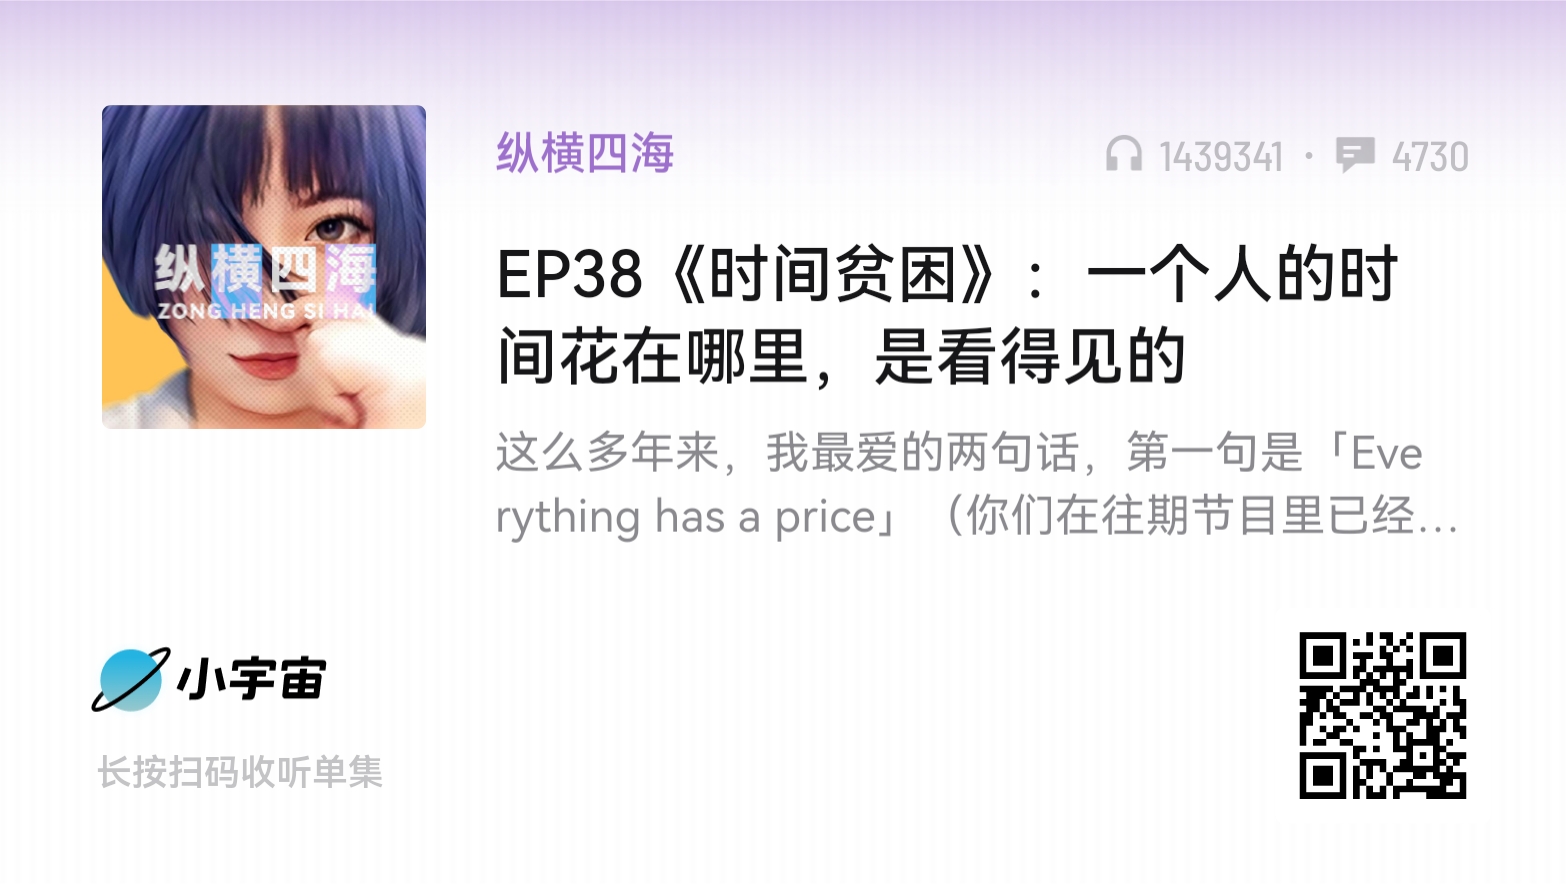 纵横四海
1439341 · 4730
纵横四海
ZONG HENG SI HAI
EP38《时间贫困》：一个人的时
间花在哪里，是看得见的
这么多年来，我最爱的两句话，第一句是「Eve
rything has a price」（你们在往期节目里已经...
小宇宙
长按扫码收听单集